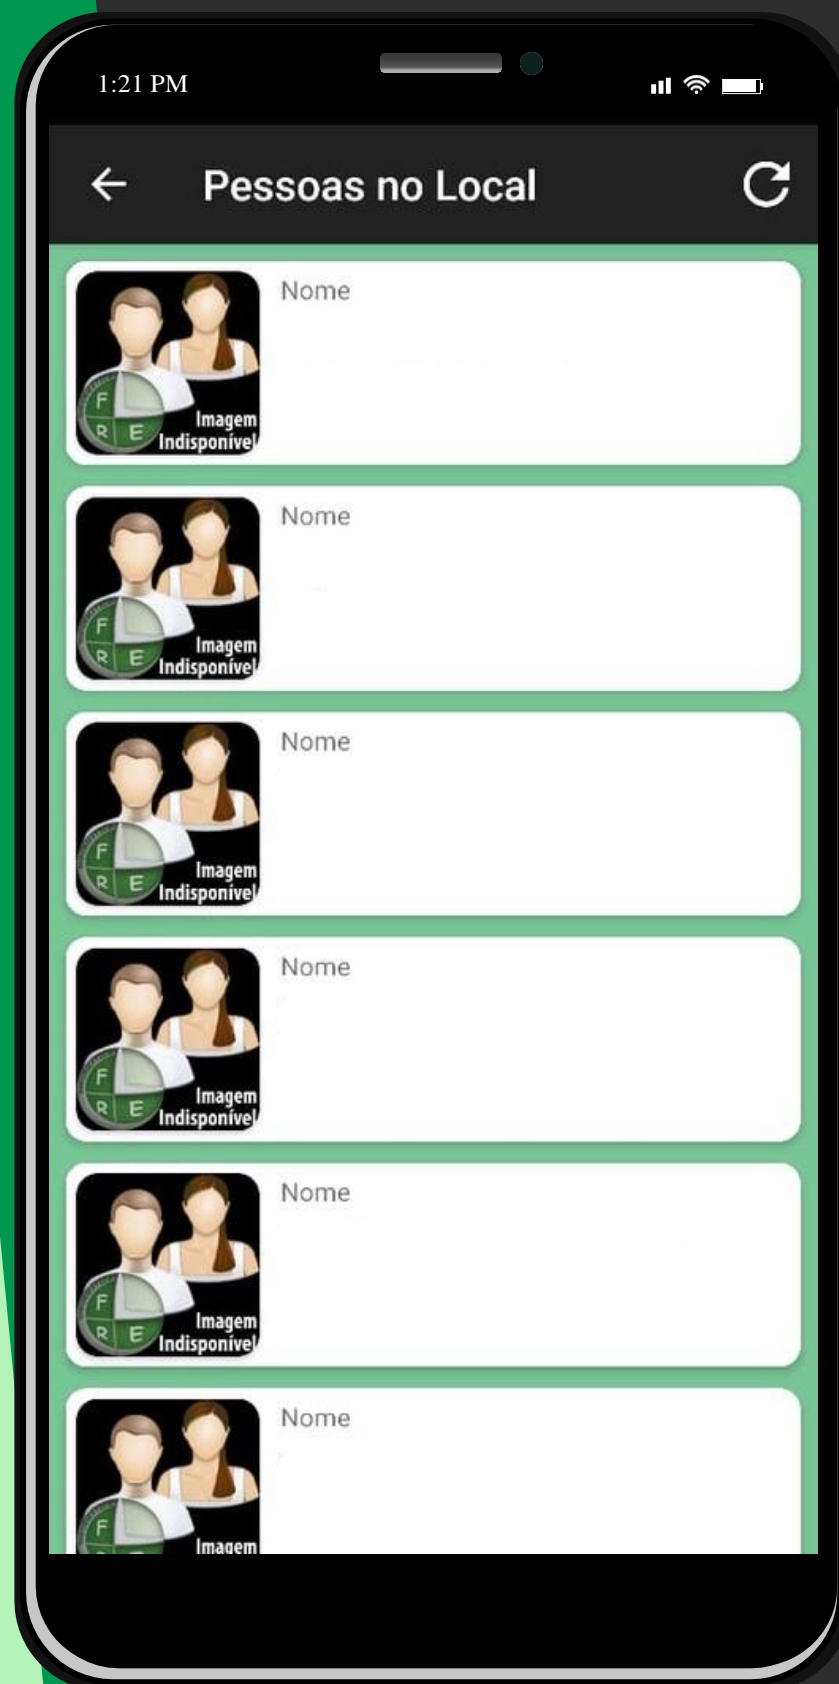 1:21 PM
Pessoas no Local
Nome
F
R E
Imagem
Indisponível
Nome
F
R E
Imagem
Indisponível
Nome
F
R E
Imagem
Indisponível
Nome
F
R E
Imagem
Indisponível
Nome
F
R E
Imagem
Indisponível
Nome
F
Imagem